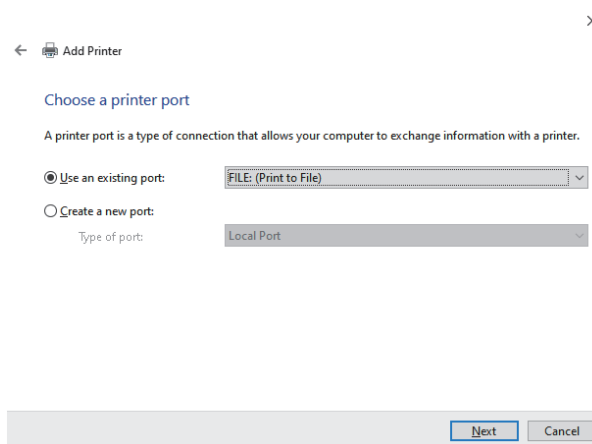 Add Printer
Choose a printer port
A printer port is a type of connection that allows your computer to exchange information with a printer.
Use an existing port: FILE: (Print to File)
Create a new port:
Type of port: Local Port
Next Cancel